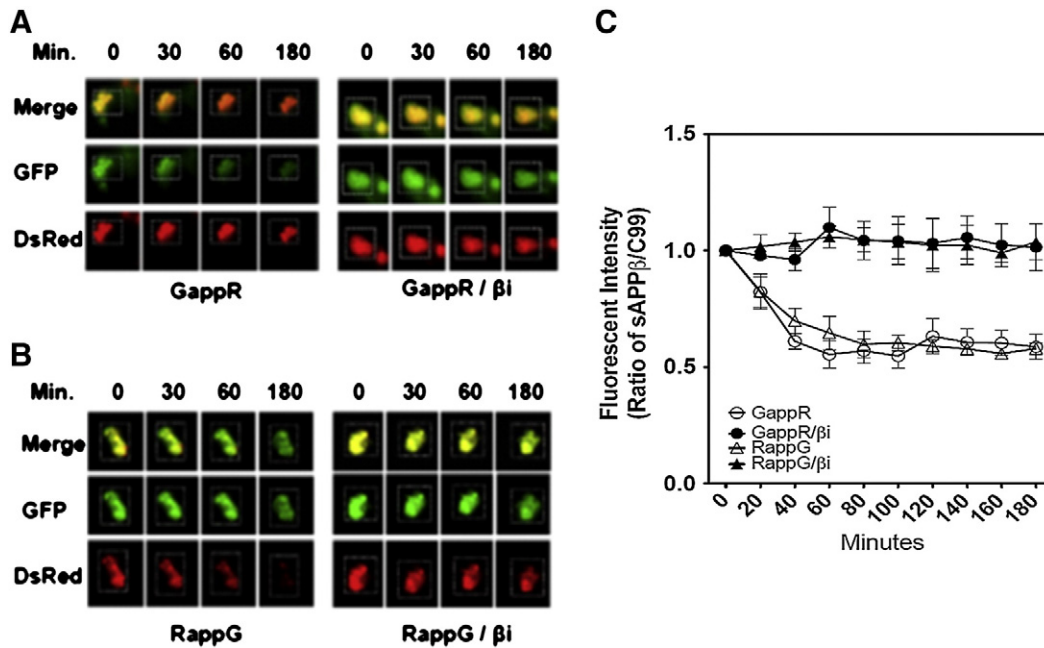 A
Min. 0 30 60 180 0 30 60 180
Merge
GFP
DsRed
GappR GappR / βi
B
Min. 0 30 60 180 0 30 60 180
Merge
GFP
DsRed
RappG RappG / βi
C
Fluorescent Intensity
(Ratio of sAPPβ/C99)
1.5
1.0
0.5
0.0
GappR
GappR/βi
RappG
RappG/βi
0 20 40 60 80 100 120 140 160 180
Minutes